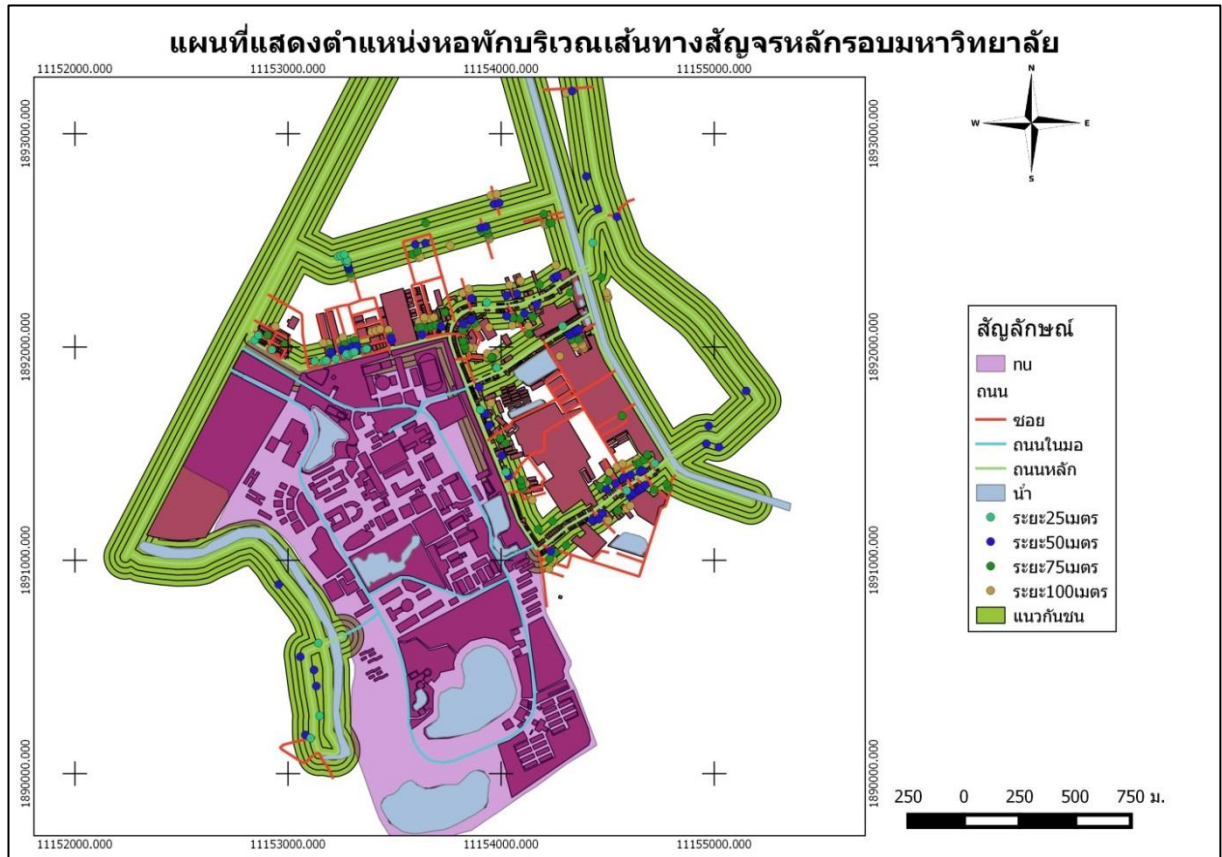 แผนที่แสดงตำแหน่งหอพักบริเวณเส้นทางสัญจรหลักรอบมหาวิทยาลัย
11152000.000 11153000.000 11154000.000 11155000.000
N
W E
S
1893000.000 1893000.000
1892000.000 1892000.000
1891000.000 1891000.000
1890000.000 1890000.000
11152000.000 11153000.000 11154000.000 11155000.000
สัญลักษณ์
ทน
ถนน
ซอย
ถนนในมอ
ถนนหลัก
น้ำ
ระยะ25เมตร
ระยะ50เมตร
ระยะ75เมตร
ระยะ100เมตร
แนวกันชน
250 0 250 500 750 ม.